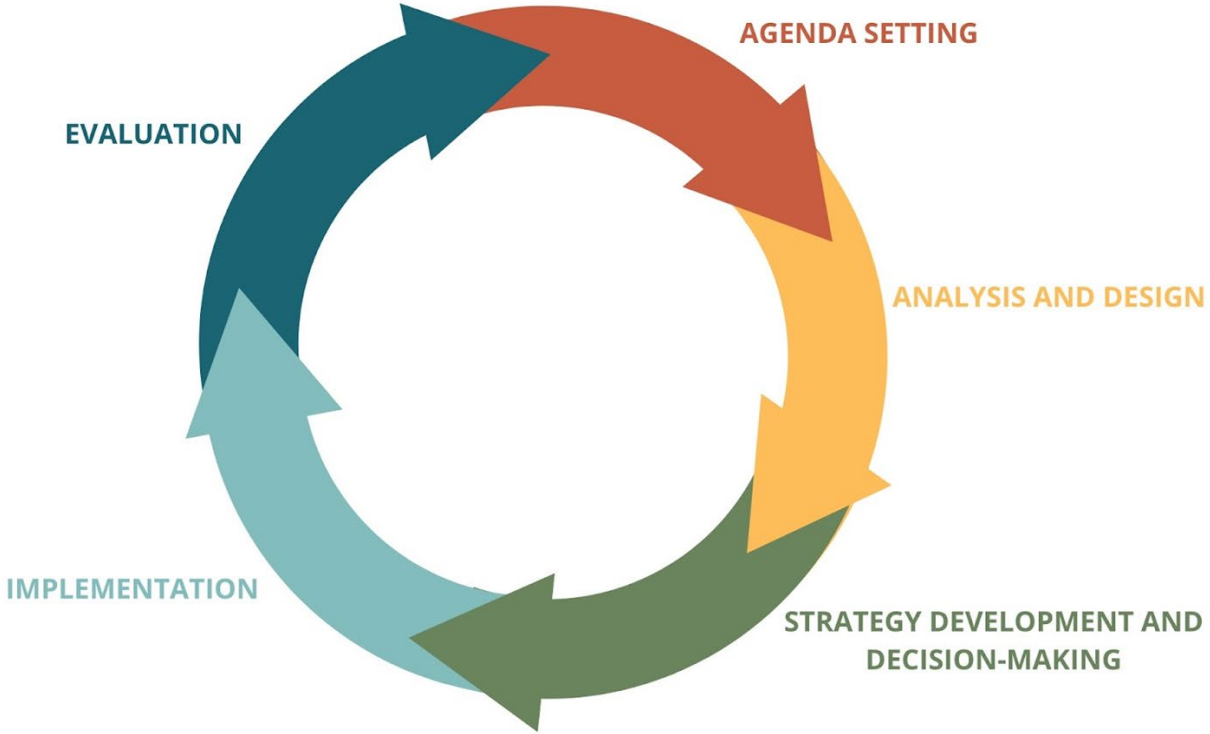 AGENDA SETTING
EVALUATION
ANALYSIS AND DESIGN
IMPLEMENTATION
STRATEGY DEVELOPMENT AND
DECISION-MAKING